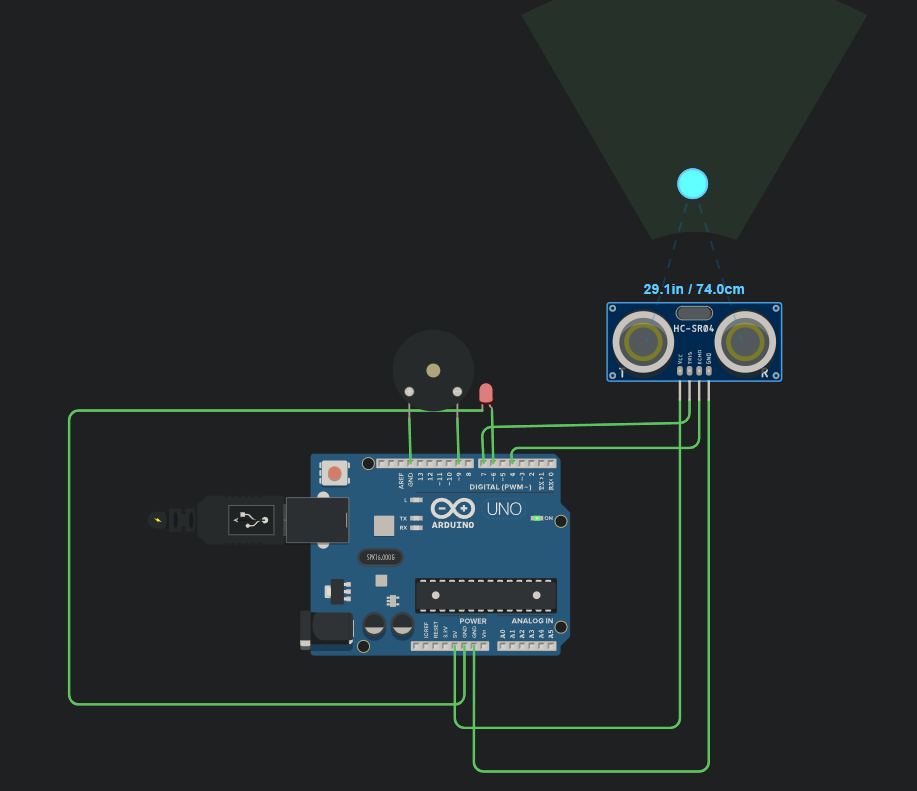 29.1in / 74.0cm
HC-SR04
VCC
TRIG
ECHO
GND
T
R
AREF
GND
13
12
~11
~10
~9
8
7
~6
~5
4
~3
2
TX→1
RX←0
DIGITAL (PWM~)
L
TX
RX
ARDUINO
UNO
ON
SPK16.000G
POWER
ANALOG IN
IOREF
RESET
3.3V
5V
GND
GND
Vin
A0
A1
A2
A3
A4
A5